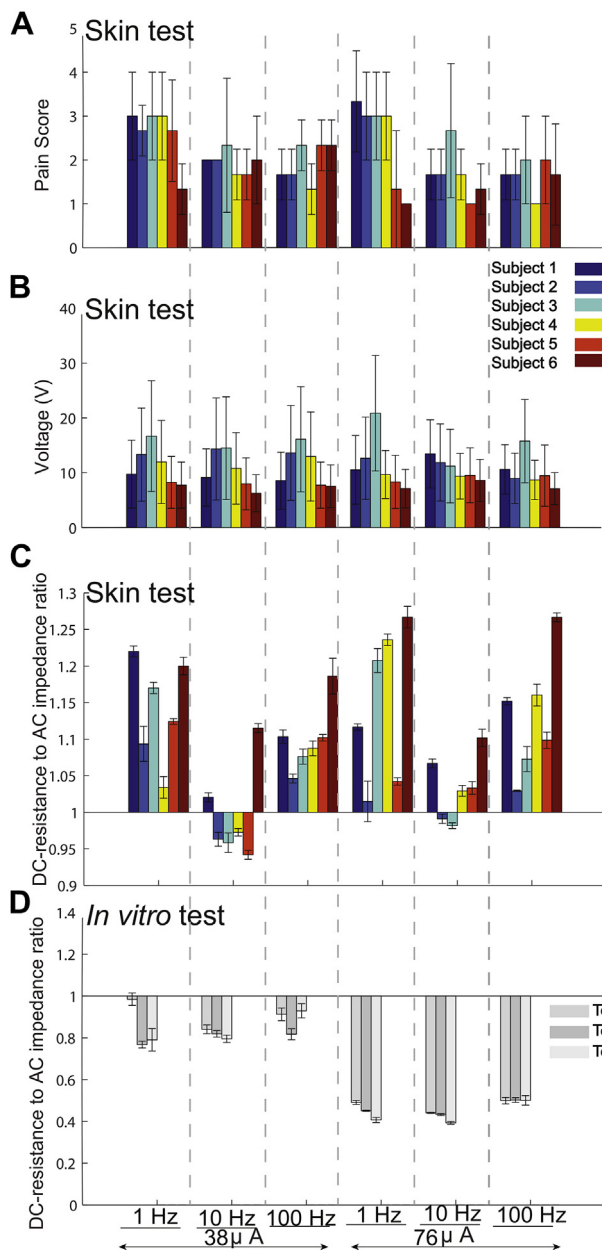 A
Skin test
Pain Score
5
4
3
2
1
0
Subject 1
Subject 2
Subject 3
Subject 4
Subject 5
Subject 6
B
Skin test
Voltage (V)
40
30
20
10
0
C
Skin test
DC-resistance to AC impedance ratio
1.3
1.25
1.2
1.15
1.1
1.05
1
0.95
0.9
D
In vitro test
DC-resistance to AC impedance ratio
1.4
1.2
1
0.8
0.6
0.4
0.2
0
1 Hz 10 Hz 100 Hz 1 Hz 10 Hz 100 Hz
38µ A 76µ A